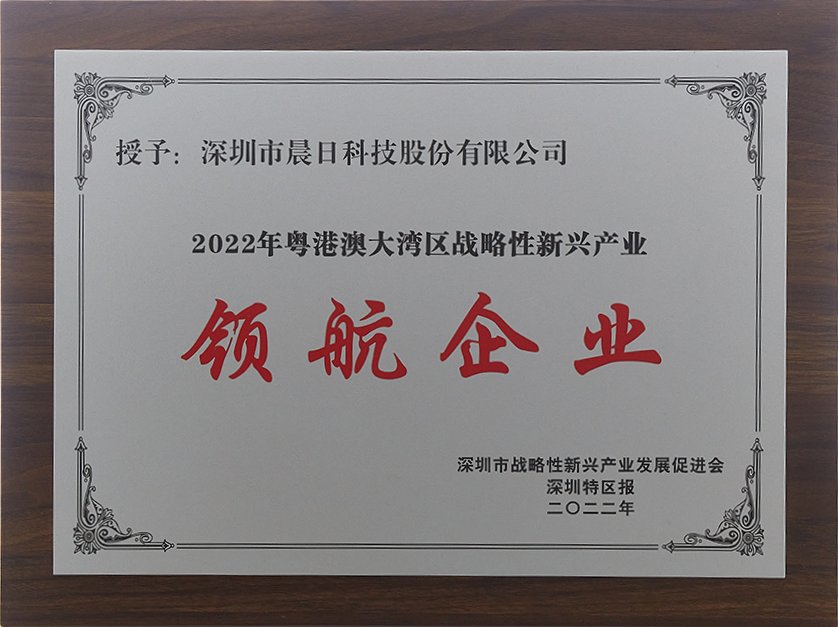 授予：深圳市晨日科技股份有限公司
2022年粤港澳大湾区战略性新兴产业
领航企业
深圳市战略性新兴产业发展促进会
深圳特区报
二〇二二年